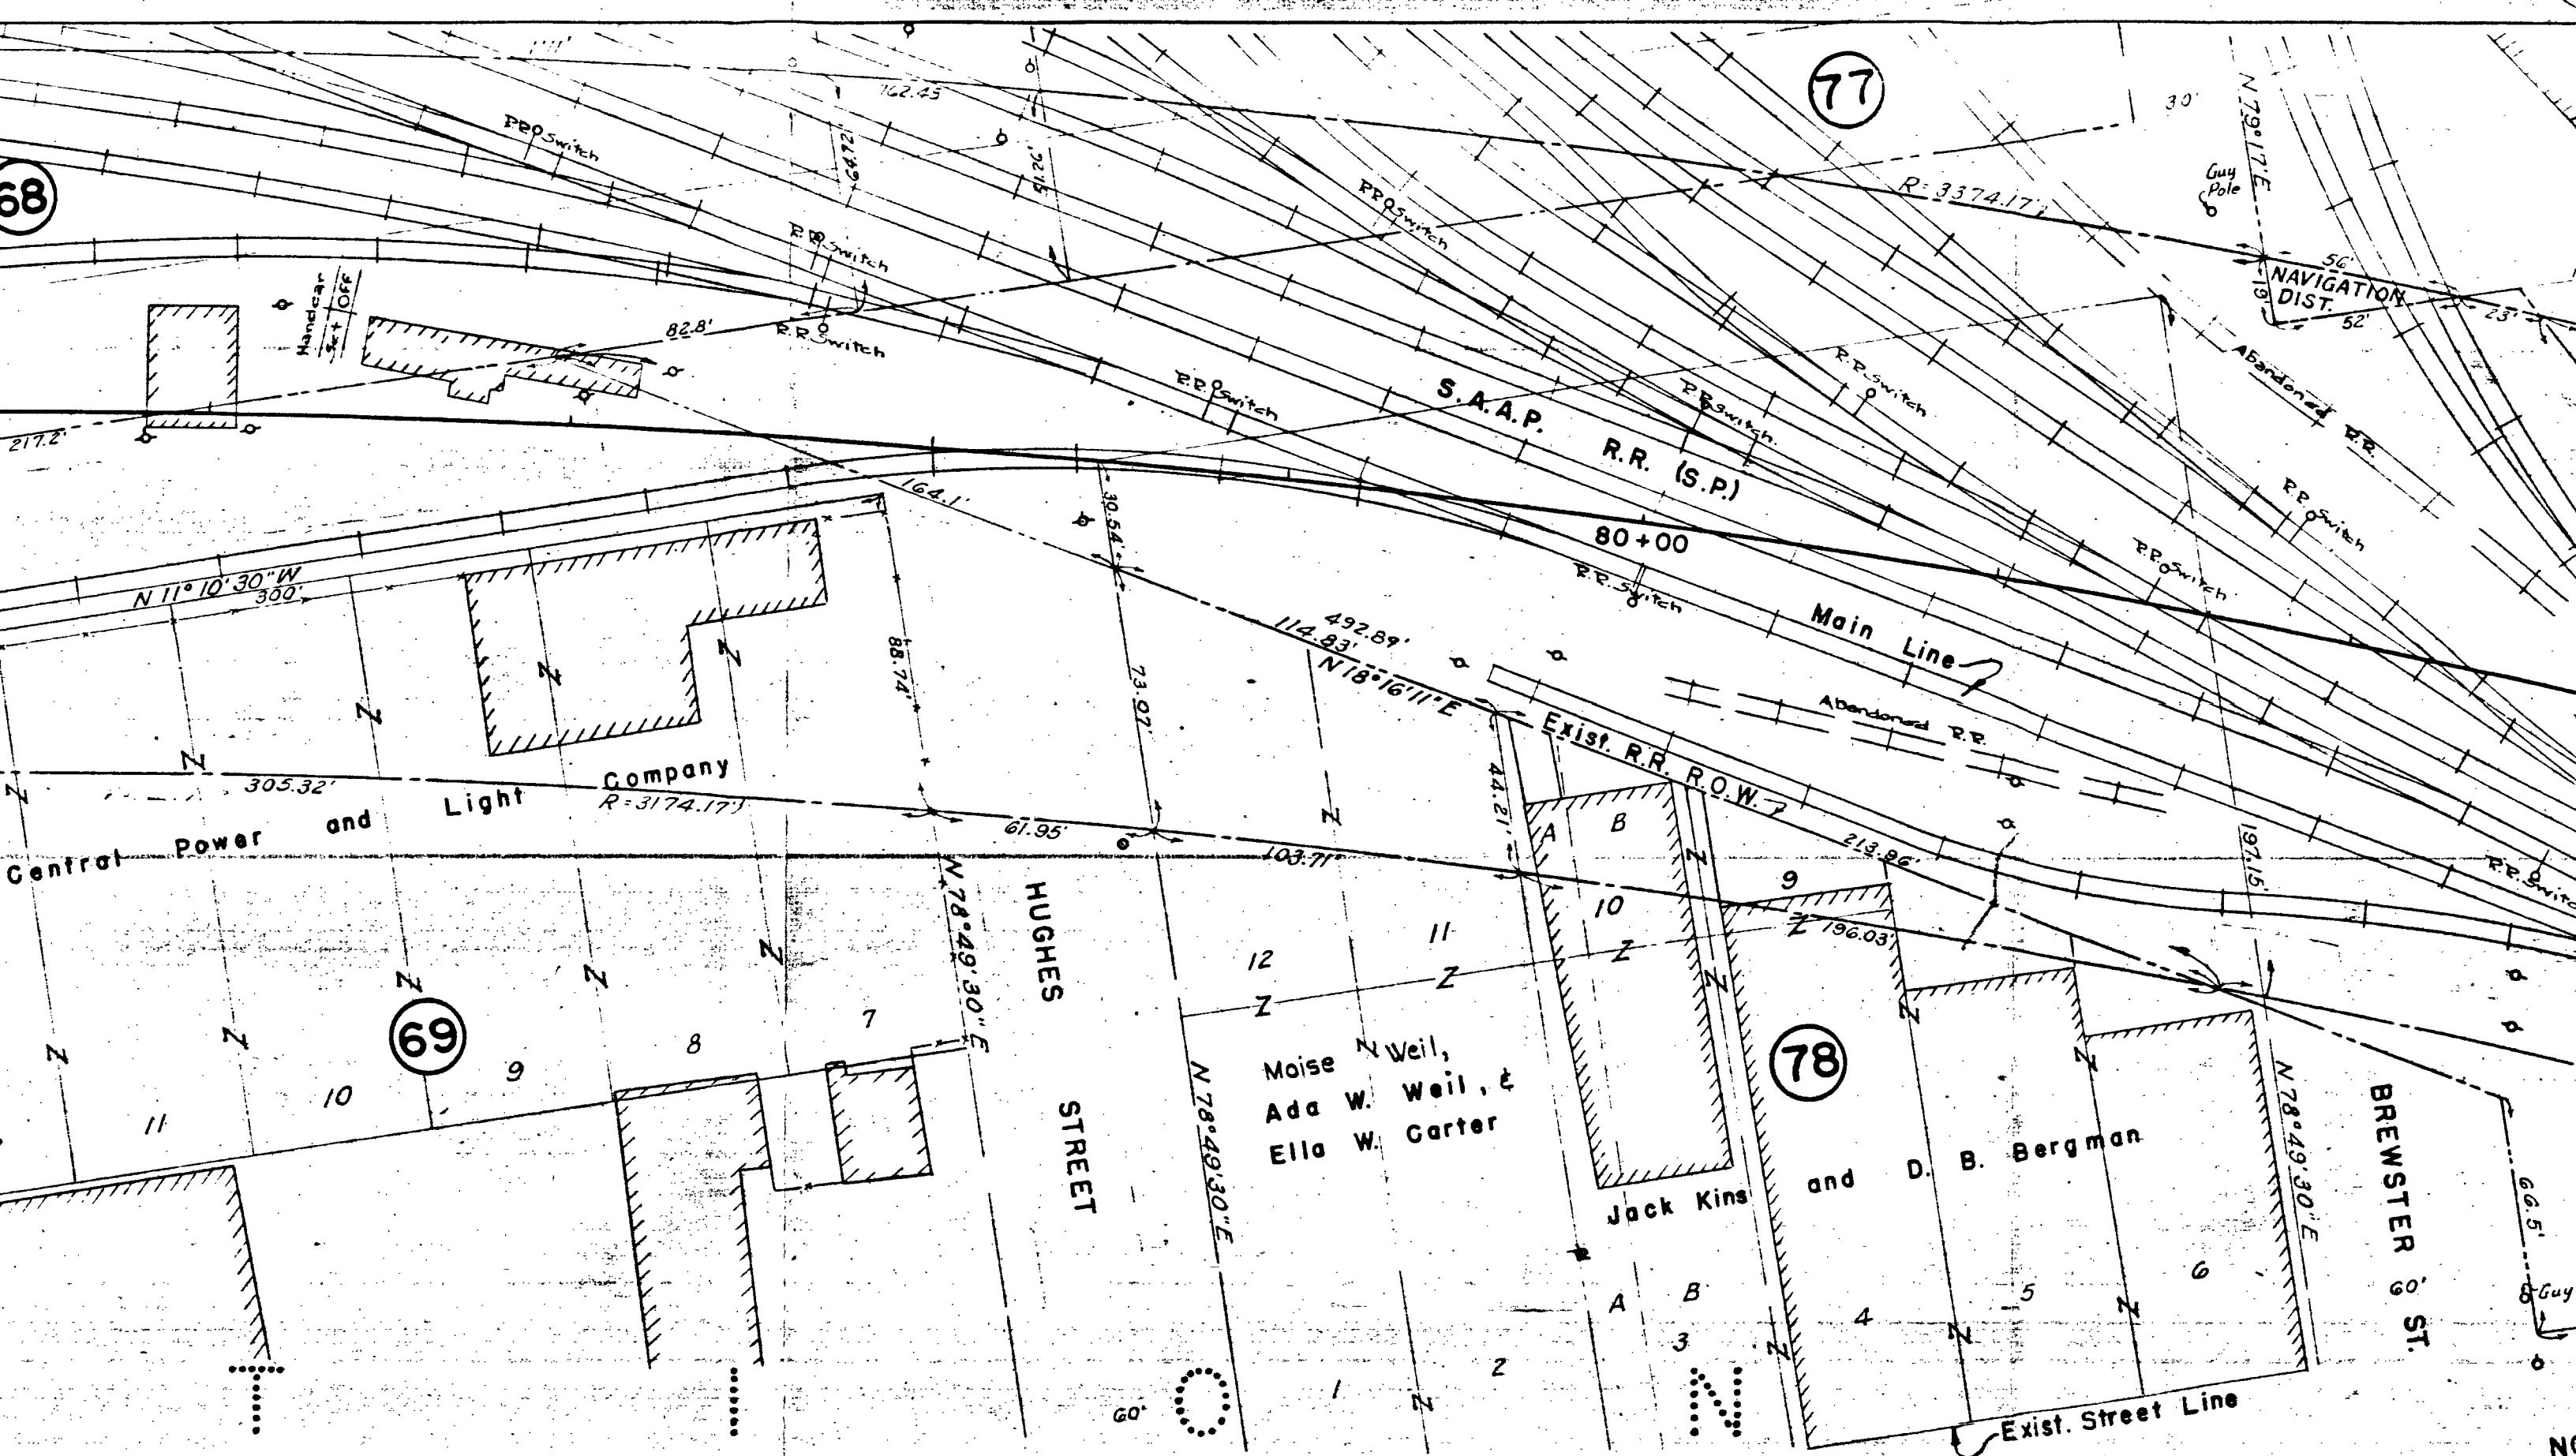 77
30'
N 79°17'E
762.45
64.72'
51.26'
R.R. Switch
68
R=3374.17'
Guy
Pole
R.R. Switch
R.R. Switch
56'
NAVIGATION
DIST.
19'
52'
23'
Handcar
Set Off
82.8'
R.R. Switch
Abandoned R.R.
R.R. Switch
R.R. Switch
R.R. Switch
S.A.A.P. R.R. (S.P.)
217.2'
164.1'
30.54'
80+00
R.R. Switch
R.R. Switch
R.R. Switch
N 11°10'30"W
300'
492.89'
114.83'
N 18°16'11"E
Main Line
88.74'
73.07'
Abandoned R.R.
Exist. R.R. R.O.W.
44.21'
305.32'
R=3174.17'
Central Power and Light Company
61.95'
103.71'
A
B
213.86'
197.15'
R.R. Switch
9
10
196.03'
N 78°49'30"E
HUGHES STREET
12
11
69
7
8
9
10
11
Moise Weil,
Ada W. Weil, &
Ella W. Carter
78
N 78°49'30"E
Jack Kins and D. B. Bergman
N 78°49'30"E
BREWSTER ST.
60'
66.5'
Guy
A
B
3
4
5
6
1
2
60'
T I O N
Exist. Street Line